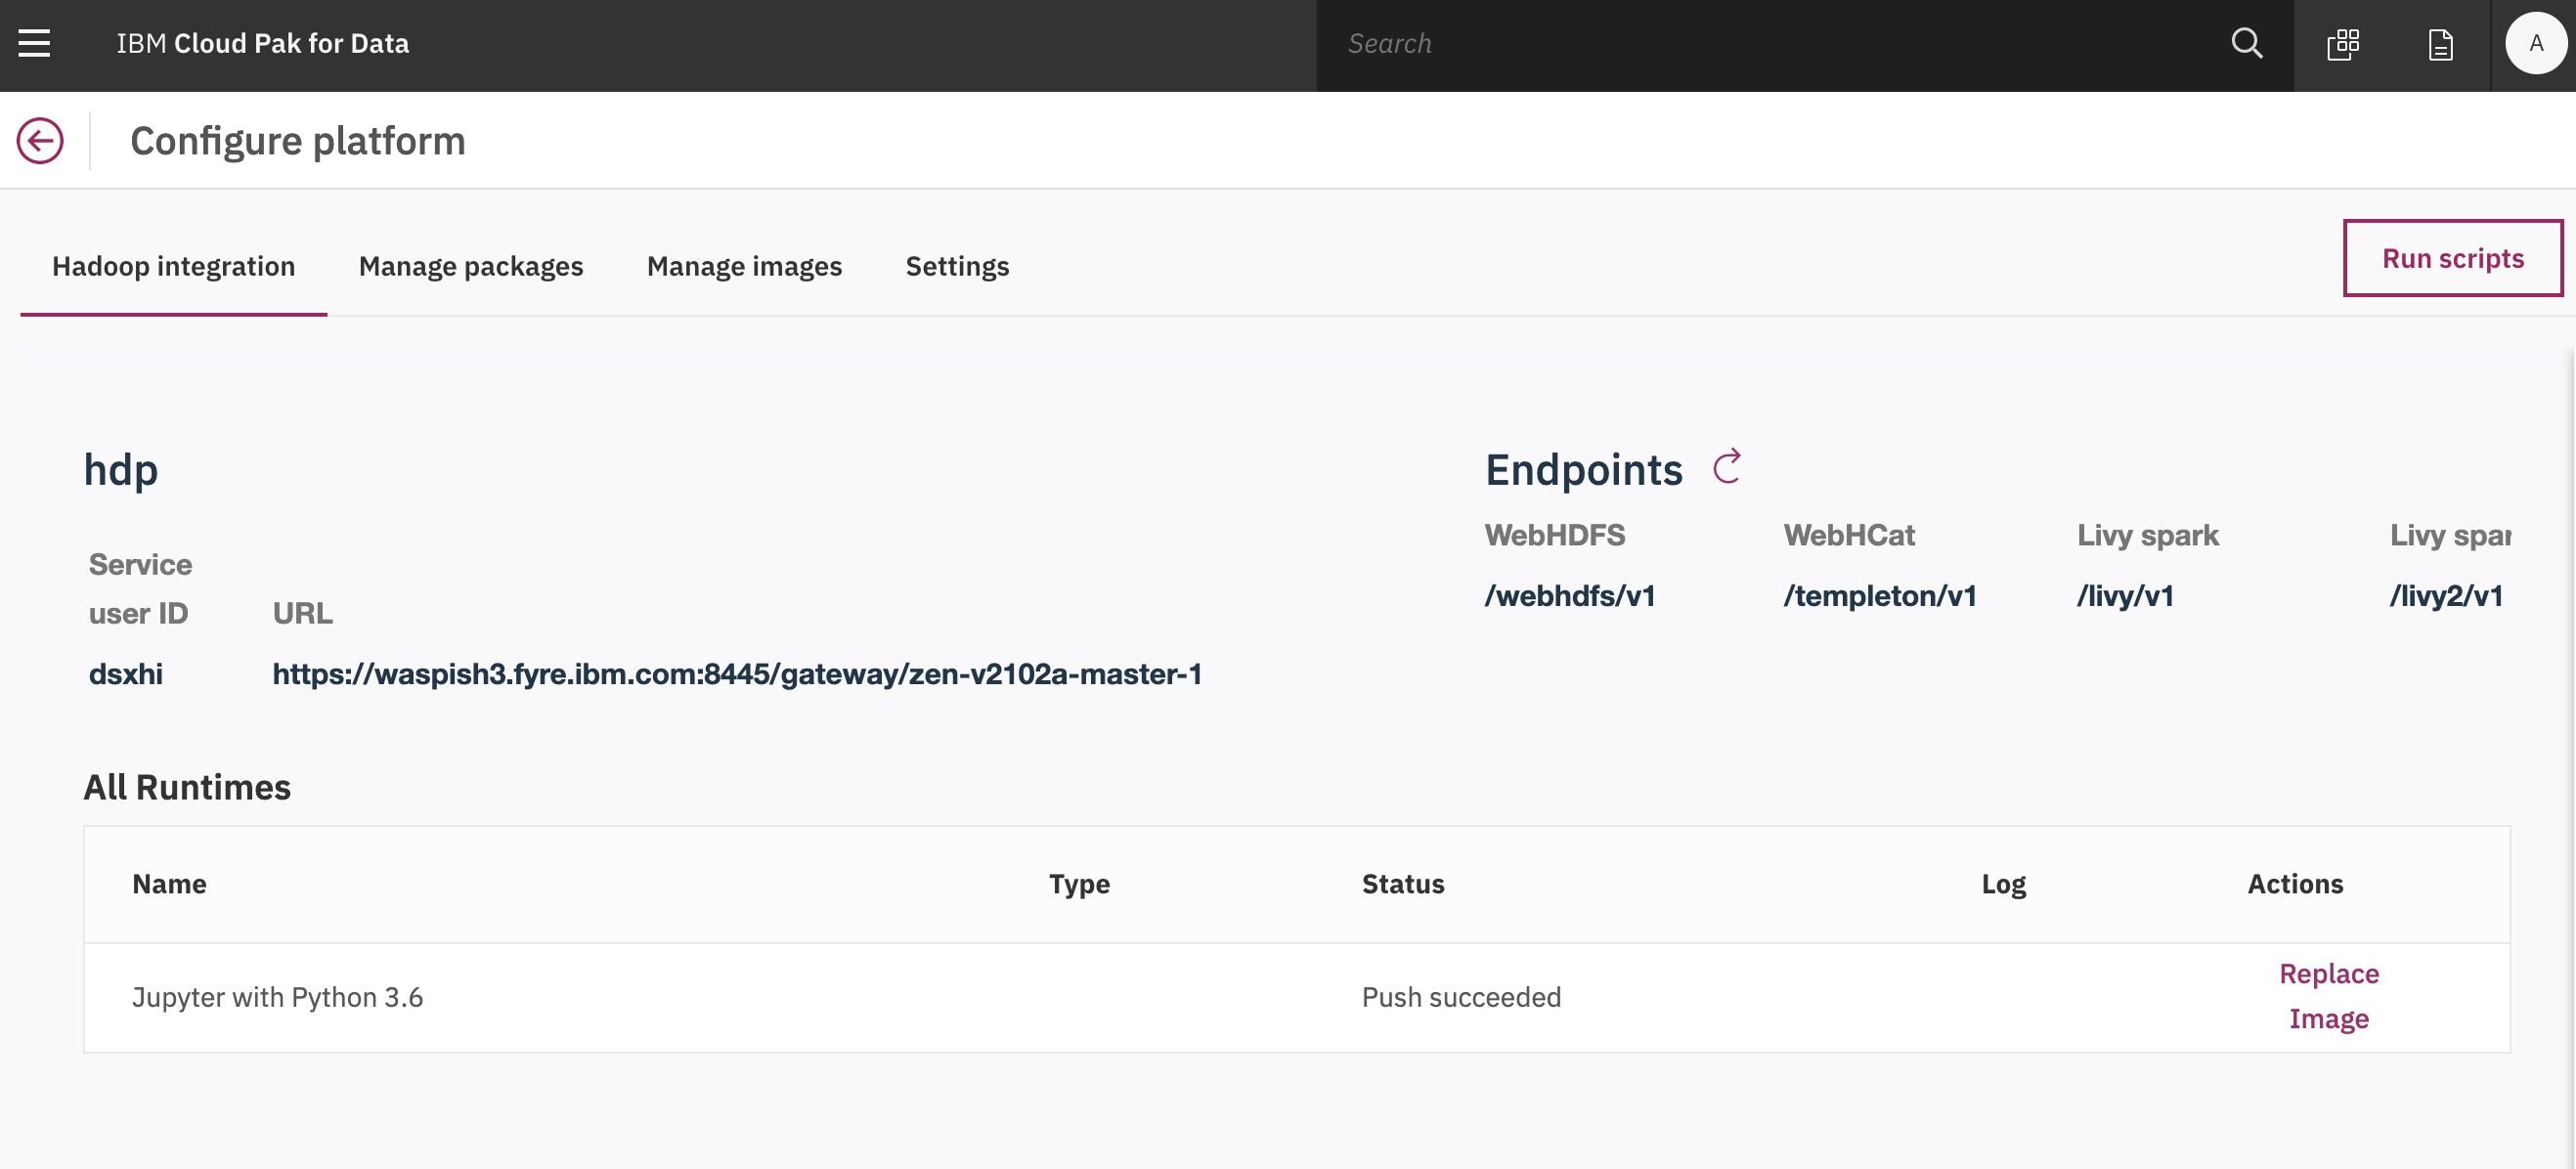 IBM Cloud Pak for Data
Search
A
Configure platform
Hadoop integration
Manage packages
Manage images
Settings
Run scripts
hdp
Service
user ID
URL
dsxhi
https://waspish3.fyre.ibm.com:8445/gateway/zen-v2102a-master-1
Endpoints
WebHDFS
WebHCat
Livy spark
Livy spar
/webhdfs/v1
/templeton/v1
/livy/v1
/livy2/v1
All Runtimes
Name
Type
Status
Log
Actions
Jupyter with Python 3.6
Push succeeded
Replace
Image